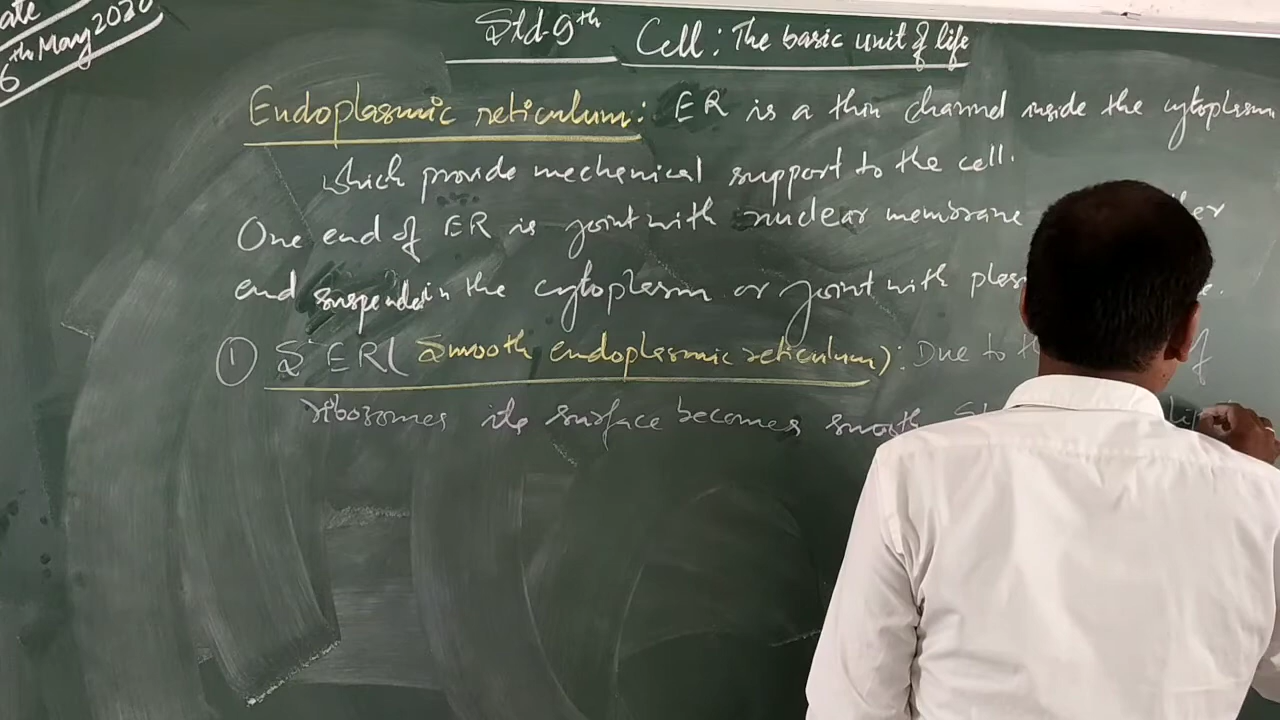 ate
6th May 2020
Std-9th Cell: The basic unit of life
Endoplasmic reticulum: ER is a thin channel inside the cytoplasm
which provide mechenical support to the cell.
One end of ER is joint with nuclear membrane
end suspended in the cytoplasm or joint with
① SER( Smooth endoplasmic reticulum): Due to of
ribosomes its surface becomes smooth